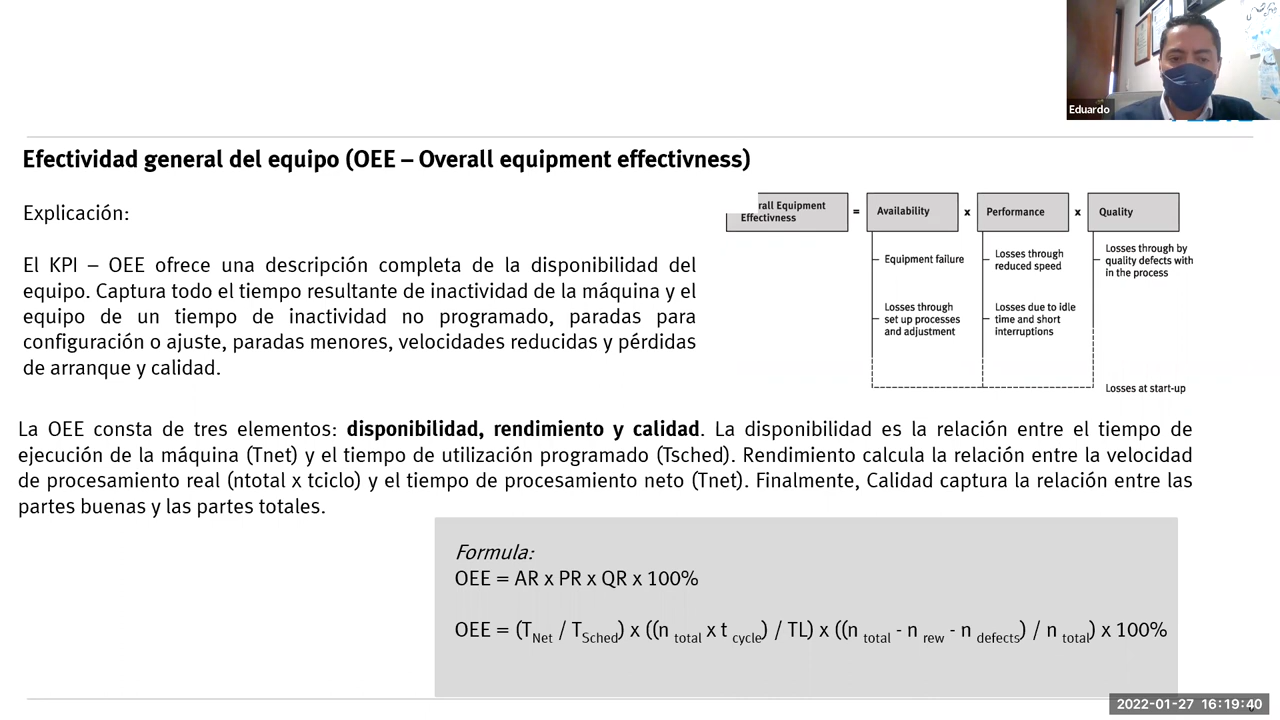 Eduardo
Efectividad general del equipo (OEE – Overall equipment effectivness)
Explicación:
El KPI – OEE ofrece una descripción completa de la disponibilidad del
equipo. Captura todo el tiempo resultante de inactividad de la máquina y el
equipo de un tiempo de inactividad no programado, paradas para
configuración o ajuste, paradas menores, velocidades reducidas y pérdidas
de arranque y calidad.
rall Equipment
Effectivness
=
Availability
x
Performance
x
Quality
Equipment failure
Losses through
set up processes
and adjustment
Losses through
reduced speed
Losses due to idle
time and short
interruptions
Losses through by
quality defects with
in the process
Losses at start-up
La OEE consta de tres elementos: disponibilidad, rendimiento y calidad. La disponibilidad es la relación entre el tiempo de
ejecución de la máquina (Tnet) y el tiempo de utilización programado (Tsched). Rendimiento calcula la relación entre la velocidad
de procesamiento real (ntotal x tciclo) y el tiempo de procesamiento neto (Tnet). Finalmente, Calidad captura la relación entre las
partes buenas y las partes totales.
Formula:
OEE = AR x PR x QR x 100%
OEE = (T Net / T Sched) x ((n total x t cycle) / TL) x ((n total - n rew - n defects) / n total) x 100%
2022-01-27 16:19:40